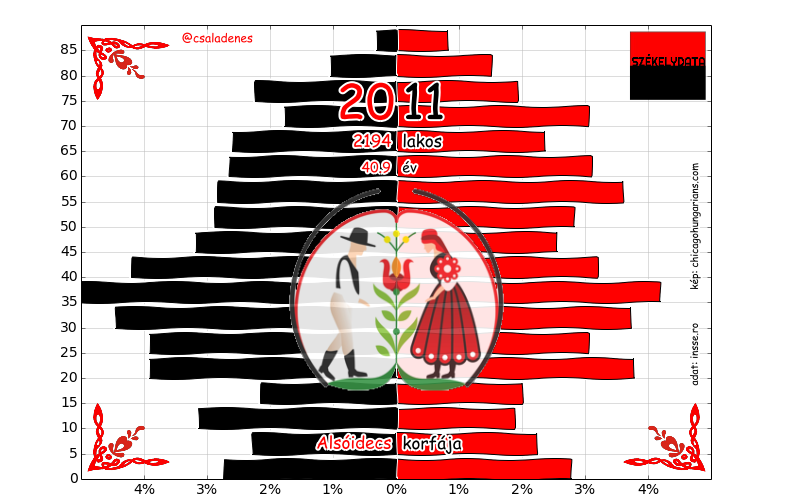 @csaladenes
SZÉKELYDATA
2011
2194 lakos
40.9 év
kép: chicagohungarians.com
adat: insse.ro
Alsóidecs korfája
85
80
75
70
65
60
55
50
45
40
35
30
25
20
15
10
5
0
4% 3% 2% 1% 0% 1% 2% 3% 4%